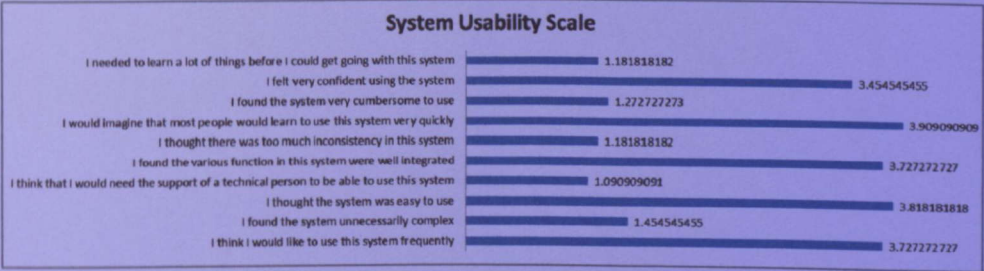 System Usability Scale
I needed to learn a lot of things before I could get going with this system 1.181818182
I felt very confident using the system 3.454545455
I found the system very cumbersome to use 1.272727273
I would imagine that most people would learn to use this system very quickly 3.909090909
I thought there was too much inconsistency in this system 1.181818182
I found the various function in this system were well integrated 3.727272727
I think that I would need the support of a technical person to be able to use this system 1.090909091
I thought the system was easy to use 3.818181818
I found the system unnecessarily complex 1.454545455
I think I would like to use this system frequently 3.727272727